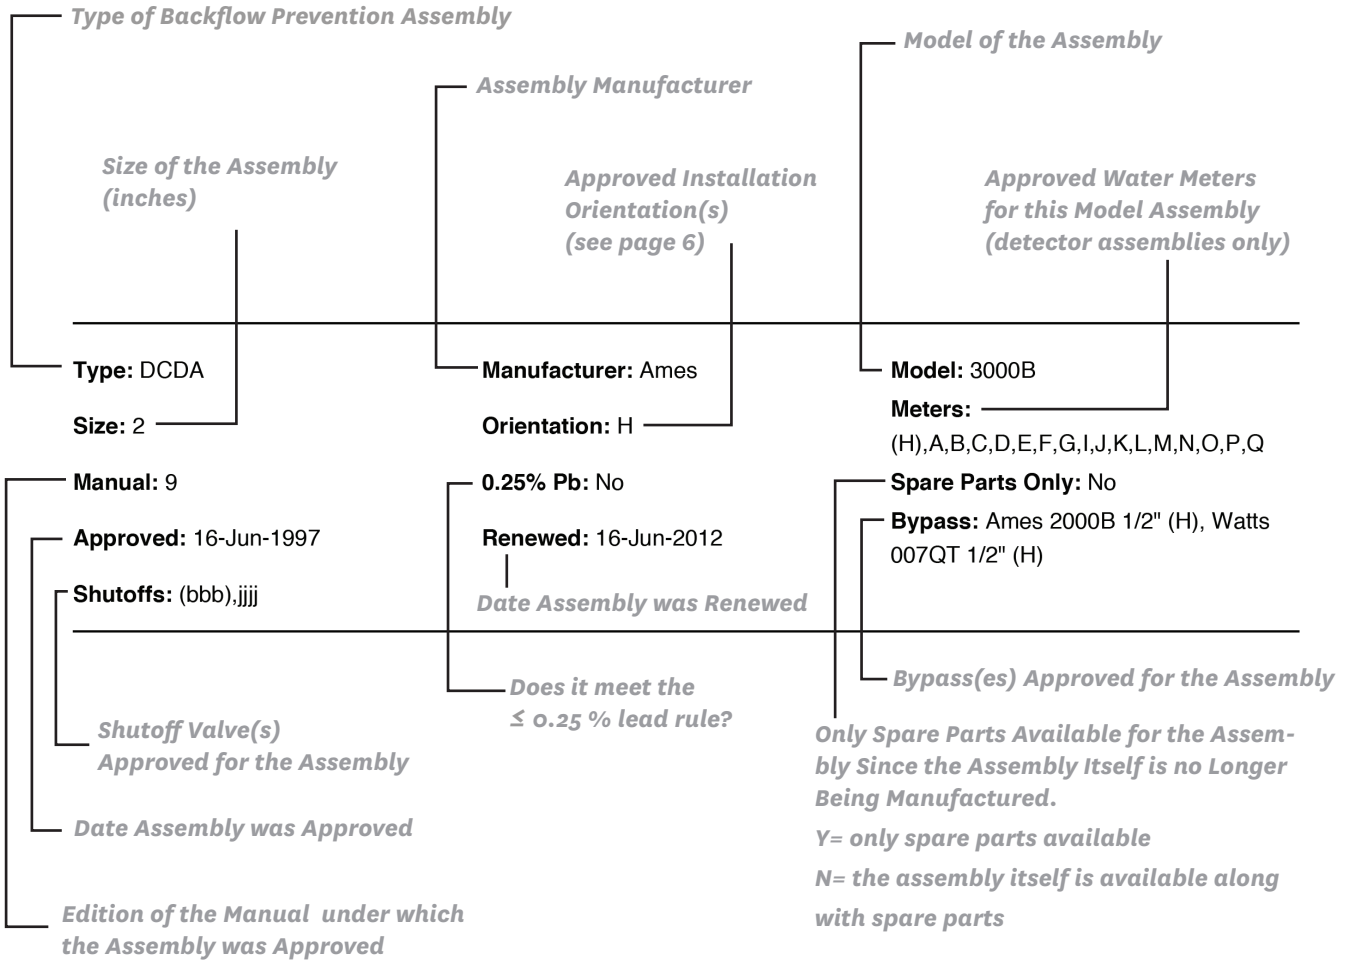 Type of Backflow Prevention Assembly
Model of the Assembly
Assembly Manufacturer
Size of the Assembly
(inches)
Approved Installation
Orientation(s)
(see page 6)
Approved Water Meters
for this Model Assembly
(detector assemblies only)
Type: DCDA
Manufacturer: Ames
Model: 3000B
Size: 2
Orientation: H
Meters:
(H),A,B,C,D,E,F,G,I,J,K,L,M,N,O,P,Q
Manual: 9
0.25% Pb: No
Spare Parts Only: No
Approved: 16-Jun-1997
Renewed: 16-Jun-2012
Bypass: Ames 2000B 1/2" (H), Watts
007QT 1/2" (H)
Shutoffs: (bbb),jjjj
Date Assembly was Renewed
Does it meet the
≤ 0.25 % lead rule?
Bypass(es) Approved for the Assembly
Shutoff Valve(s)
Approved for the Assembly
Only Spare Parts Available for the Assem-
bly Since the Assembly Itself is no Longer
Being Manufactured.
Y= only spare parts available
N= the assembly itself is available along
with spare parts
Date Assembly was Approved
Edition of the Manual under which
the Assembly was Approved